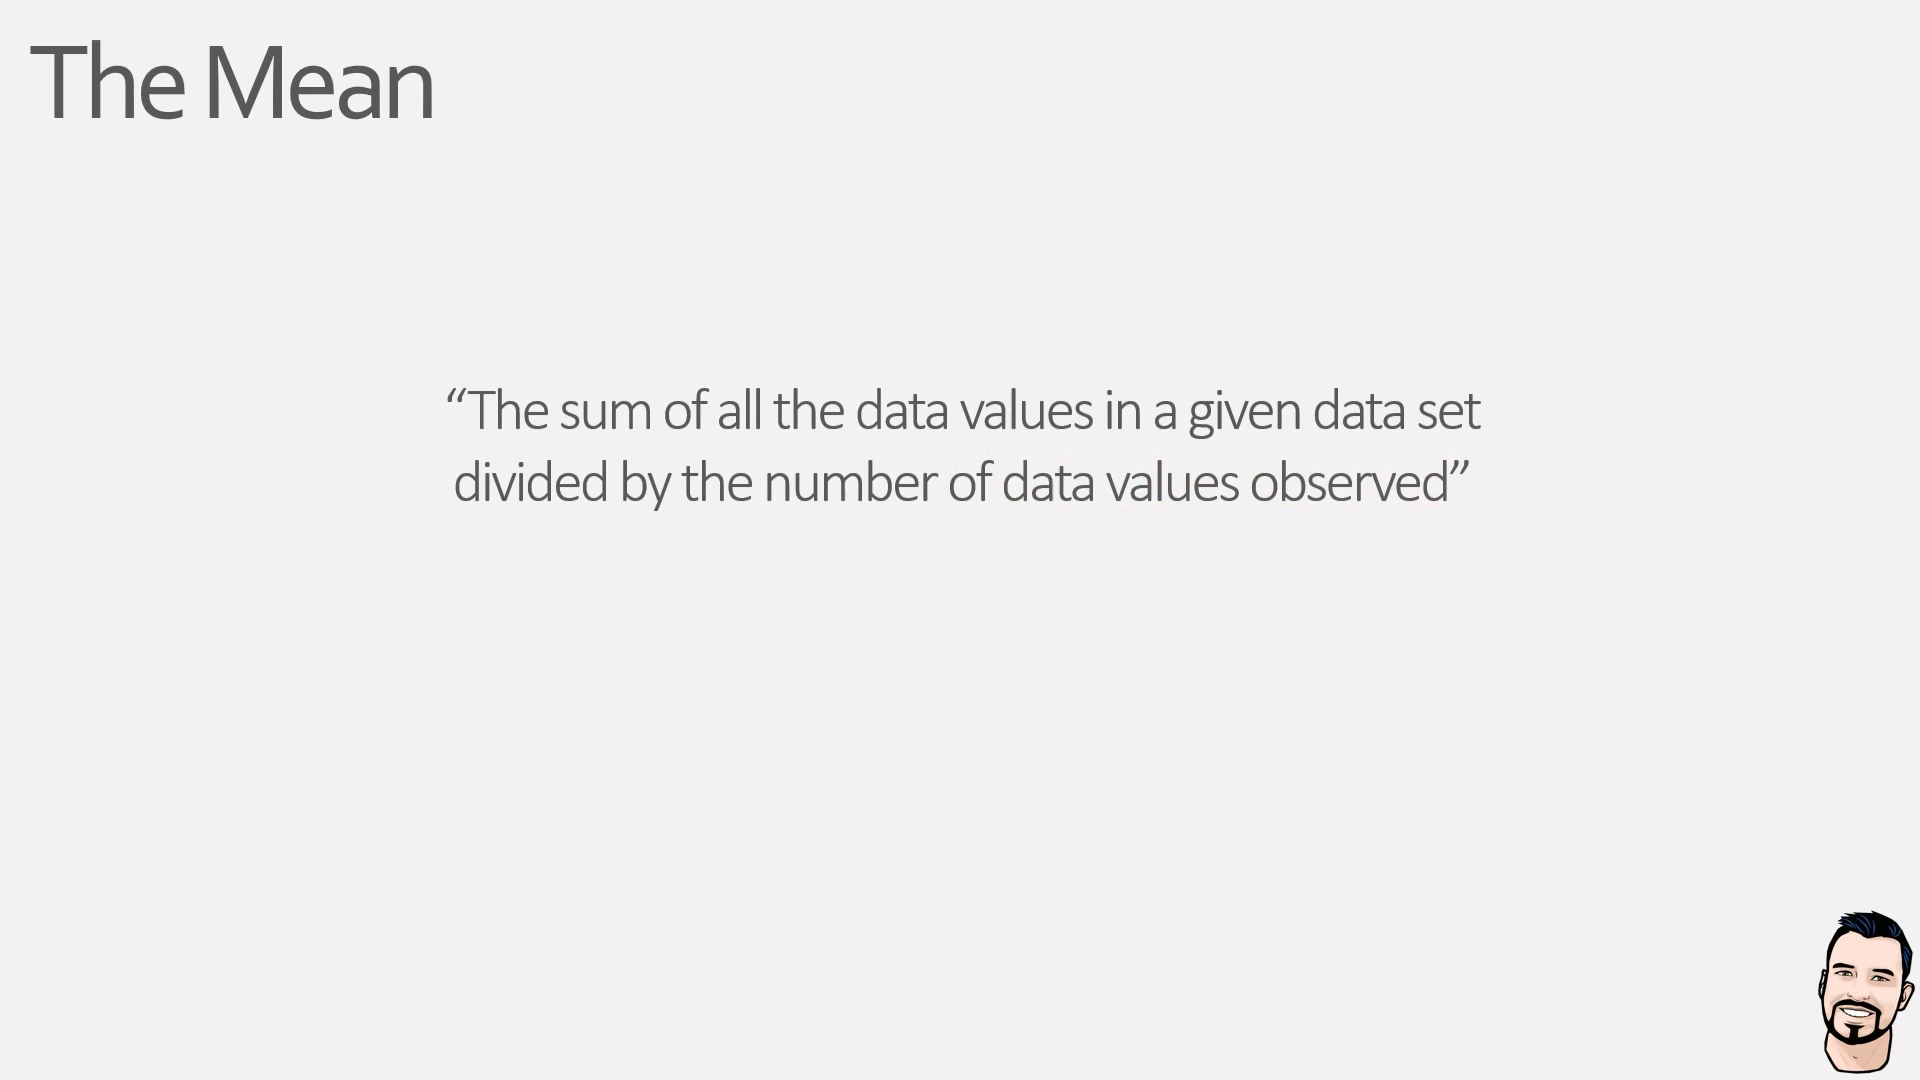 The Mean
“The sum of all the data values in a given data set
divided by the number of data values observed”